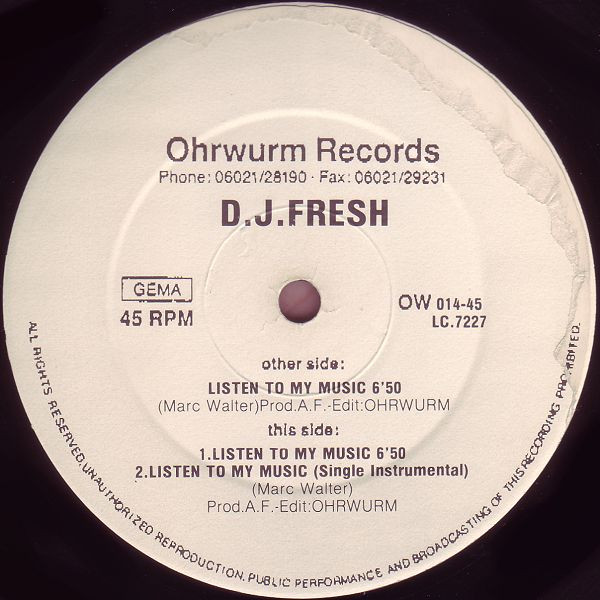 Ohrwurm Records
Phone: 06021/28190 · Fax: 06021/29231
D.J.FRESH
GEMA
45 RPM
OW 014-45
LC.7227
other side:
LISTEN TO MY MUSIC 6'50
(Marc Walter)Prod.A.F.-Edit:OHRWURM
this side:
1.LISTEN TO MY MUSIC 6'50
2.LISTEN TO MY MUSIC (Single Instrumental)
(Marc Walter)
Prod.A.F.-Edit:OHRWURM
ALL RIGHTS RESERVED.UNAUTHORIZED REPRODUCTION.PUBLIC PERFORMANCE AND BROADCASTING OF THIS RECORDING PROHIBITED.